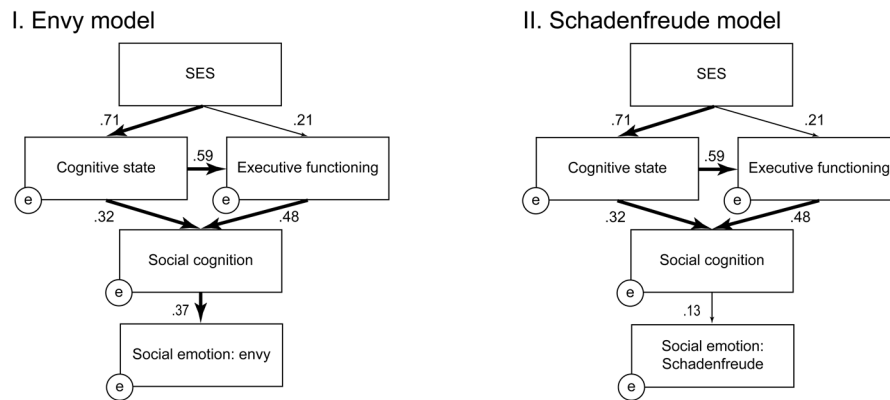 I. Envy model
SES
.71
.21
Cognitive state
.59
Executive functioning
e
e
.32
.48
Social cognition
e
.37
Social emotion: envy
e
II. Schadenfreude model
SES
.71
.21
Cognitive state
.59
Executive functioning
e
e
.32
.48
Social cognition
e
.13
Social emotion:
Schadenfreude
e